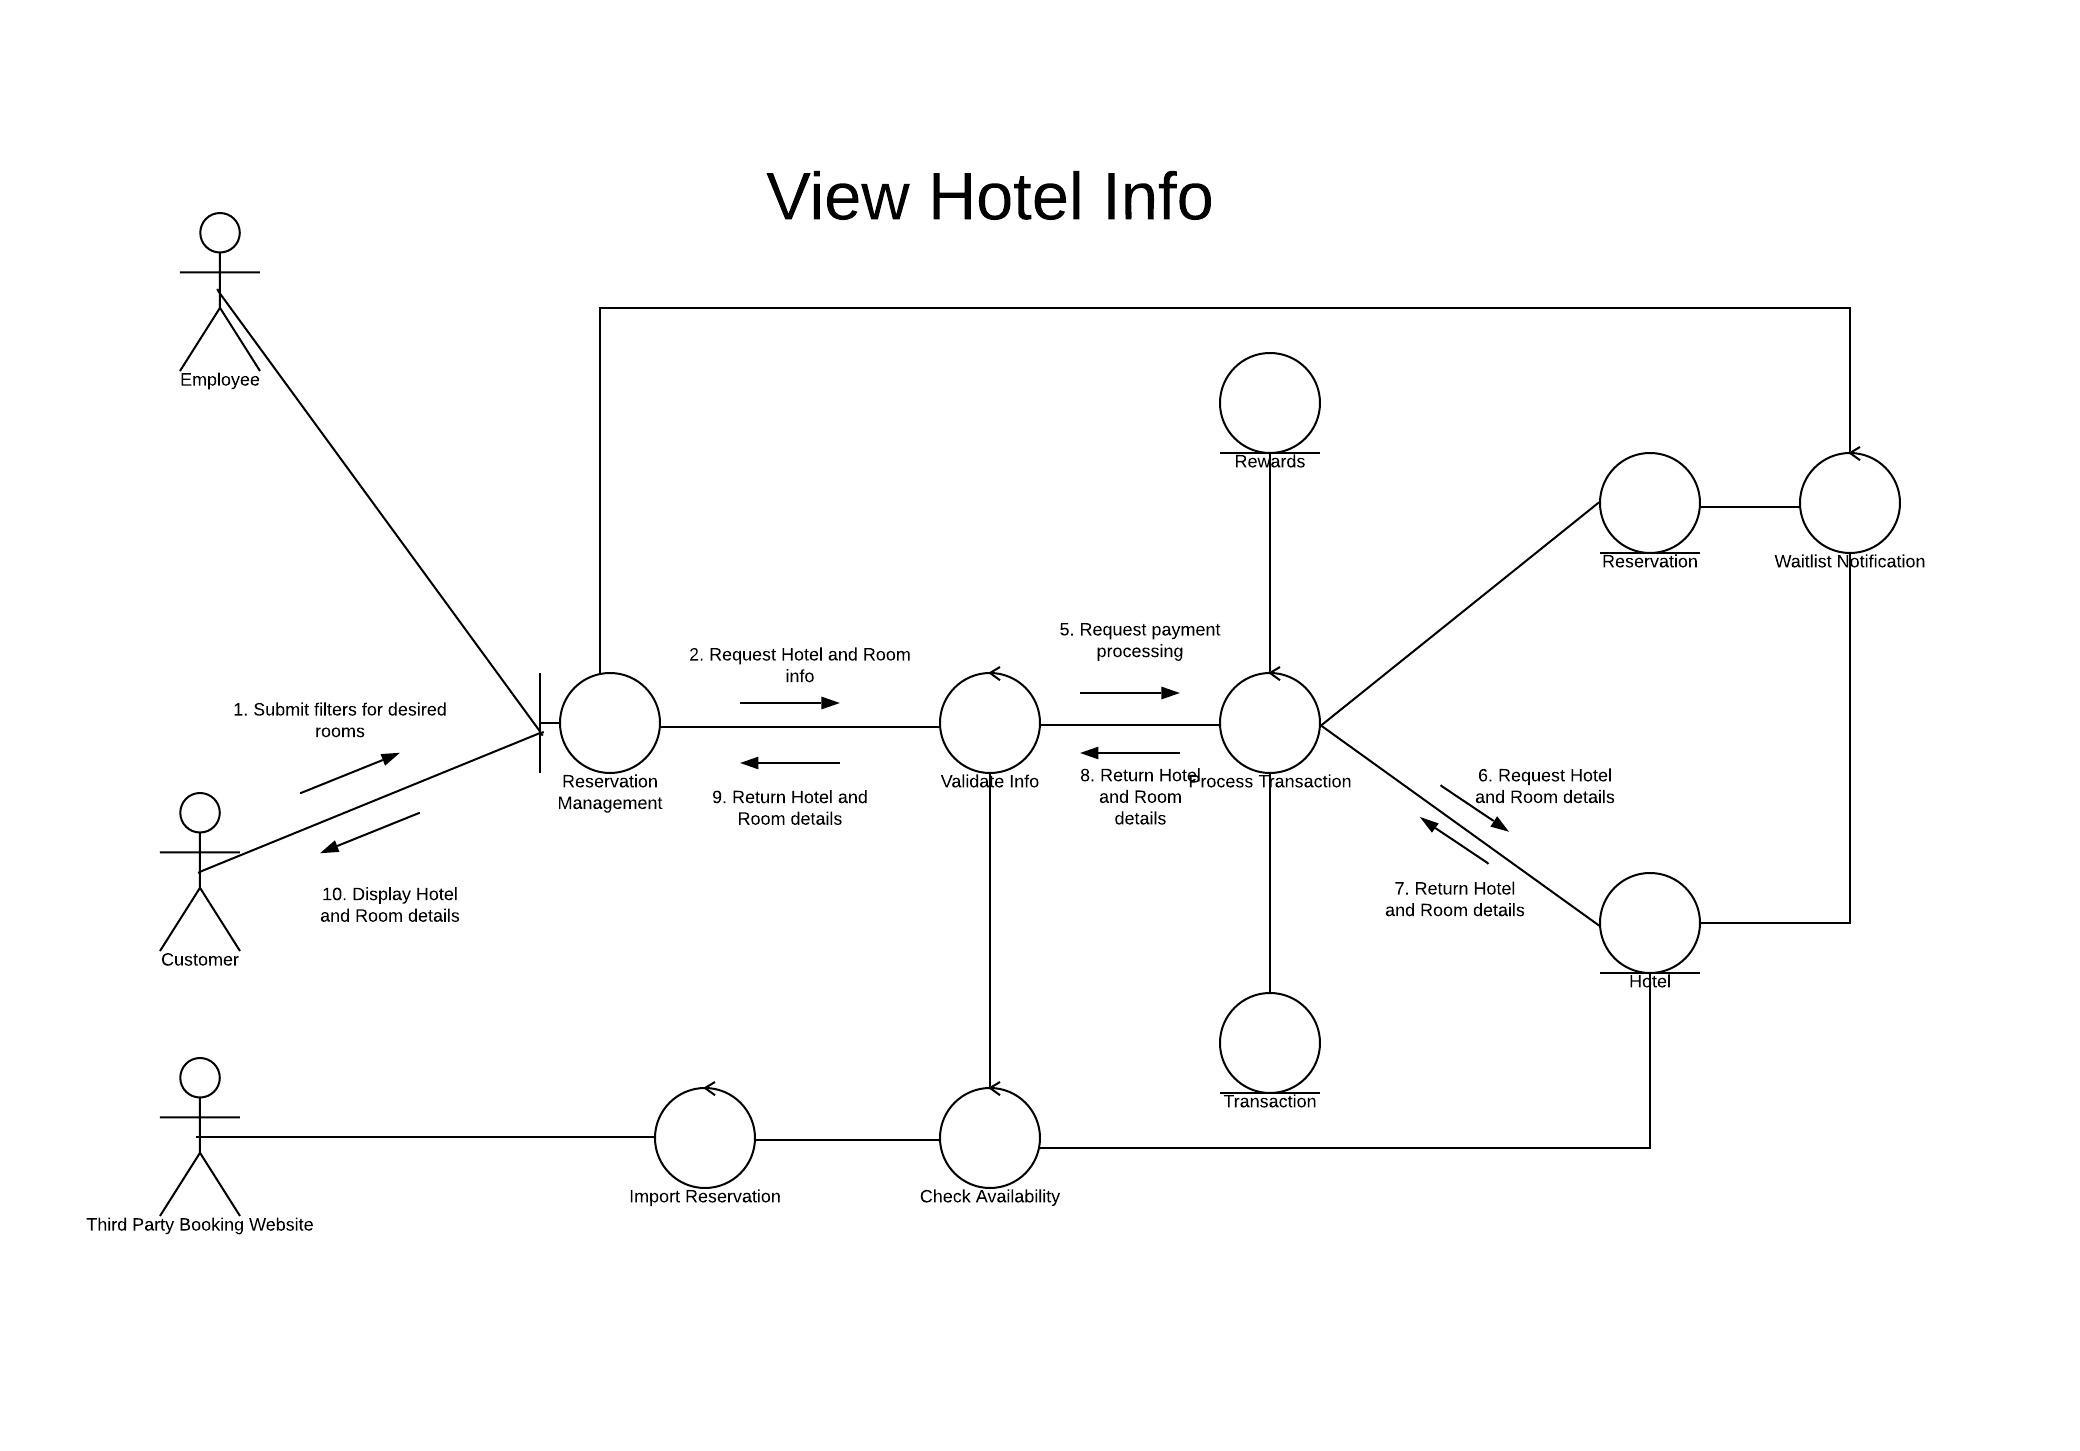 View Hotel Info
Employee
Rewards
Reservation
Waitlist Notification
5. Request payment
processing
2. Request Hotel and Room
info
1. Submit filters for desired
rooms
Reservation
Management
Validate Info
Process Transaction
9. Return Hotel and
Room details
8. Return Hotel
and Room
details
6. Request Hotel
and Room details
7. Return Hotel
and Room details
10. Display Hotel
and Room details
Customer
Hotel
Transaction
Import Reservation
Check Availability
Third Party Booking Website